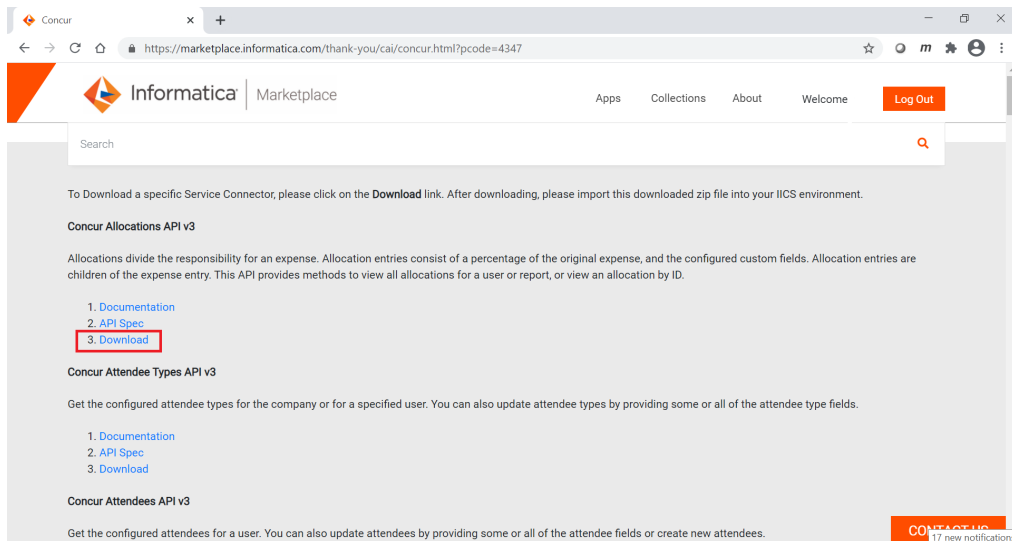 Concur
https://marketplace.informatica.com/thank-you/cai/concur.html?pcode=4347
m
Informatica Marketplace
Apps Collections About Welcome Log Out
Search
To Download a specific Service Connector, please click on the Download link. After downloading, please import this downloaded zip file into your IICS environment.
Concur Allocations API v3
Allocations divide the responsibility for an expense. Allocation entries consist of a percentage of the original expense, and the configured custom fields. Allocation entries are
children of the expense entry. This API provides methods to view all allocations for a user or report, or view an allocation by ID.
1. Documentation
2. API Spec
3. Download
Concur Attendee Types API v3
Get the configured attendee types for the company or for a specified user. You can also update attendee types by providing some or all of the attendee type fields.
1. Documentation
2. API Spec
3. Download
Concur Attendees API v3
Get the configured attendees for a user. You can also update attendees by providing some or all of the attendee fields or create new attendees.
CONTACT US
17 new notification